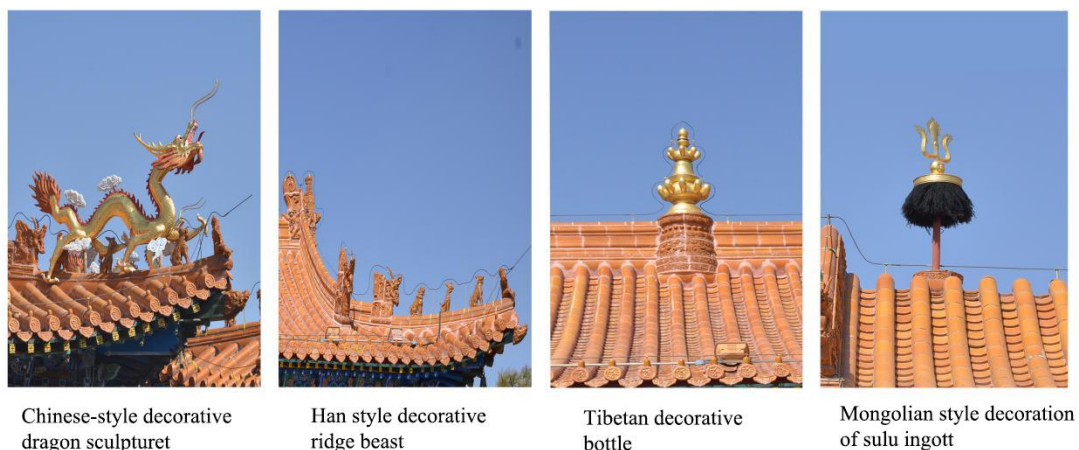 Chinese-style decorative
dragon sculpturet
Han style decorative
ridge beast
Tibetan decorative
bottle
Mongolian style decoration
of sulu ingott